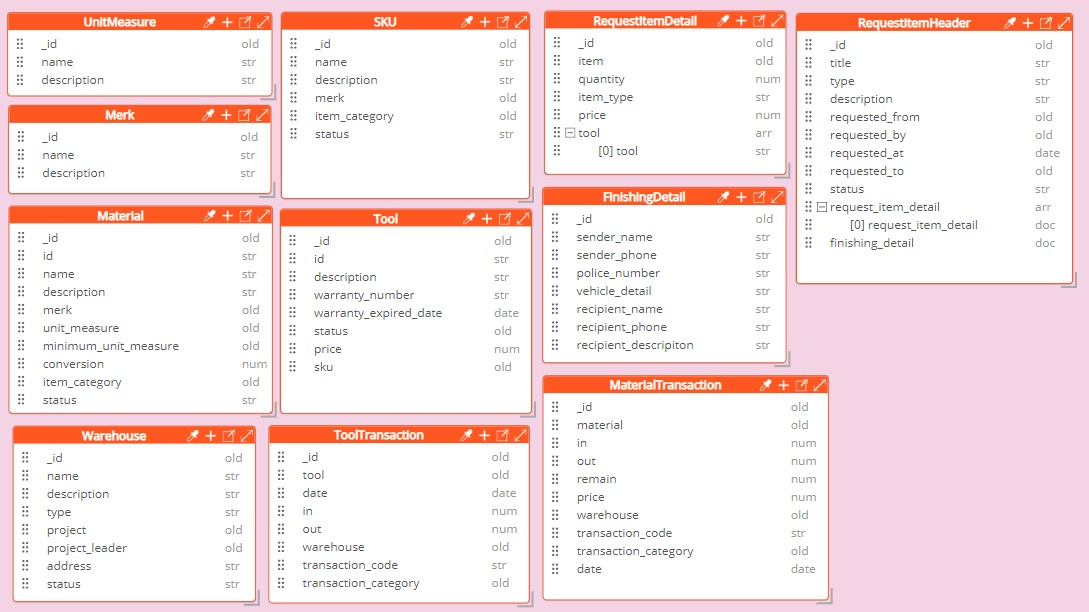 UnitMeasure
_id old
name str
description str
Merk
_id old
name str
description str
Material
_id old
id str
name str
description str
merk old
unit_measure old
minimum_unit_measure old
conversion num
item_category old
status str
Warehouse
_id old
name str
description str
type str
project old
project_leader old
address str
status str
SKU
_id old
name str
description str
merk old
item_category old
status str
Tool
_id old
id str
description str
warranty_number str
warranty_expired_date date
status old
price num
sku old
ToolTransaction
_id old
tool old
date date
in num
out num
warehouse old
transaction_code str
transaction_category old
RequestItemDetail
_id old
item old
quantity num
item_type str
price num
tool arr
[0] tool str
FinishingDetail
_id old
sender_name str
sender_phone str
police_number str
vehicle_detail str
recipient_name str
recipient_phone str
recipient_descripiton str
MaterialTransaction
_id old
material old
in num
out num
remain num
price num
warehouse old
transaction_code str
transaction_category old
date date
RequestItemHeader
_id old
title str
type str
description str
requested_from old
requested_by old
requested_at date
requested_to old
status str
request_item_detail arr
[0] request_item_detail doc
finishing_detail doc